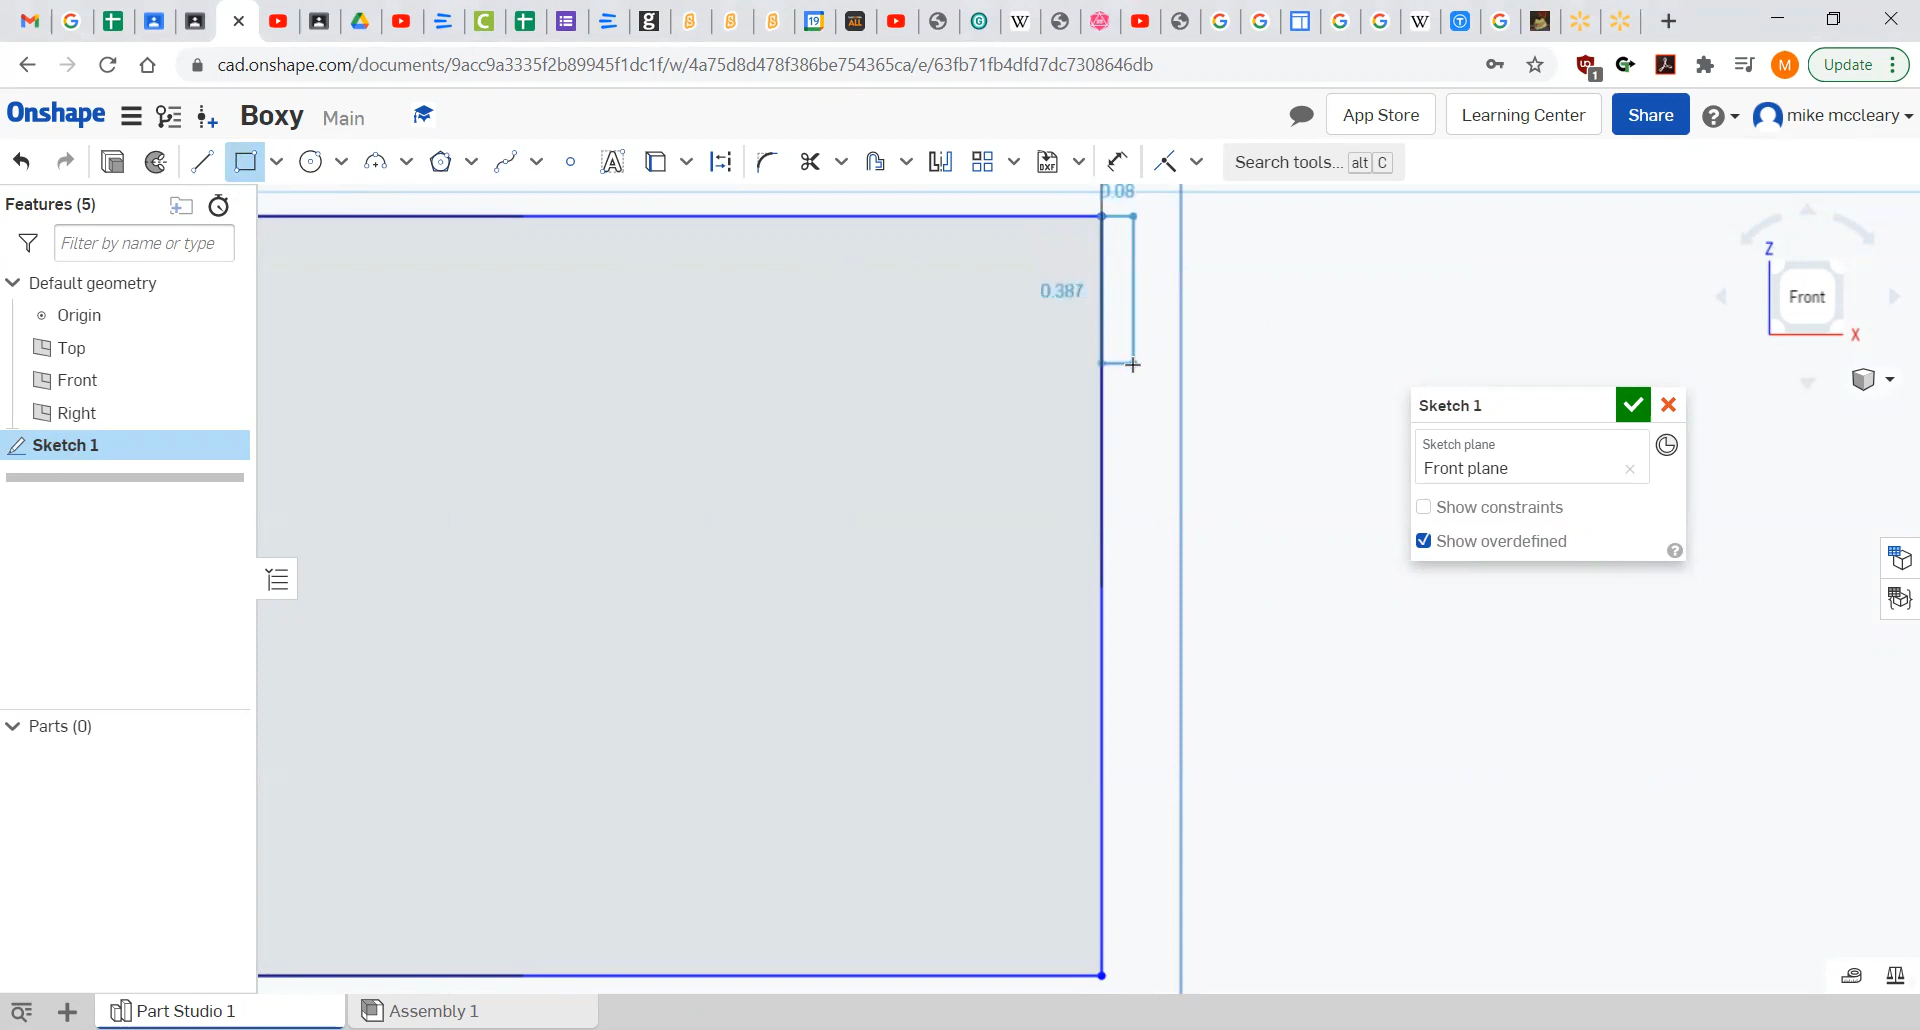 cad.onshape.com/documents/9acc9a3335f2b89945f1dc1f/w/4a75d8d478f386be754365ca/e/63fb71fb4dfd7dc7308646db
1
M
Update
Onshape
Boxy Main
App Store
Learning Center
Share
mike mccleary
Search tools... alt C
Features (5)
Filter by name or type
Default geometry
Origin
Top
Front
Right
Sketch 1
Parts (0)
0.08
0.387
Z
Front
X
Sketch 1
Sketch plane
Front plane
Show constraints
Show overdefined
Part Studio 1
Assembly 1